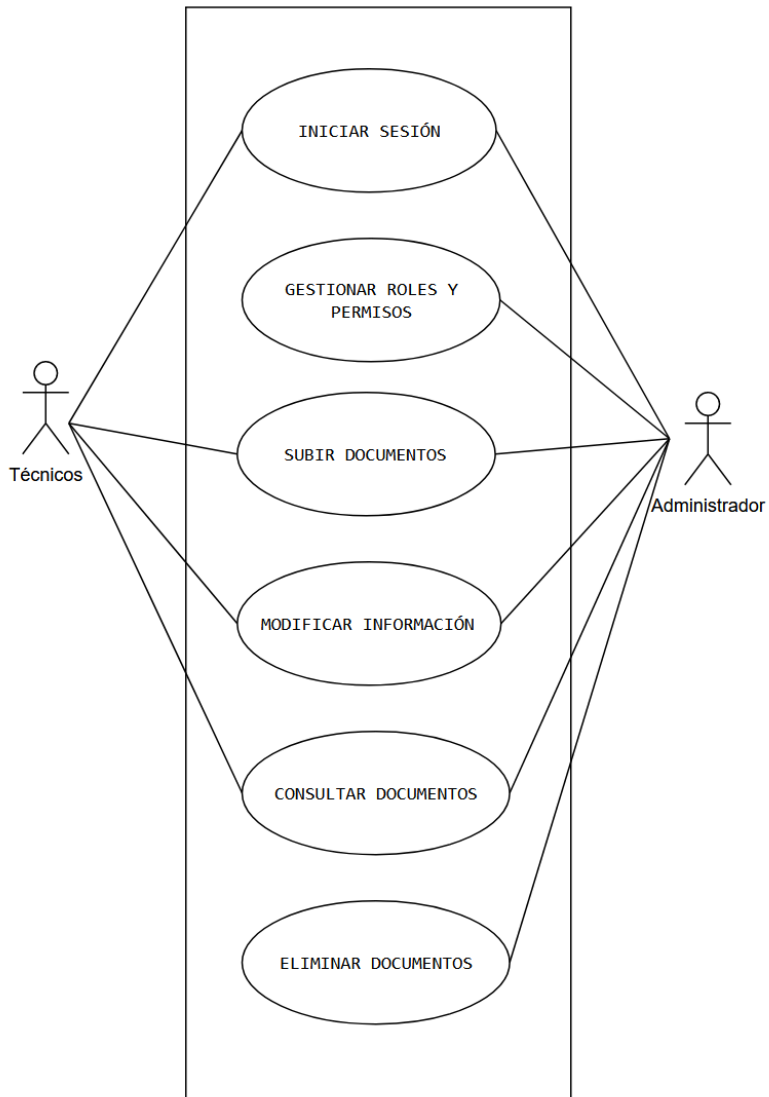 INICIAR SESIÓN
GESTIONAR ROLES Y
PERMISOS
Técnicos
SUBIR DOCUMENTOS
Administrador
MODIFICAR INFORMACIÓN
CONSULTAR DOCUMENTOS
ELIMINAR DOCUMENTOS